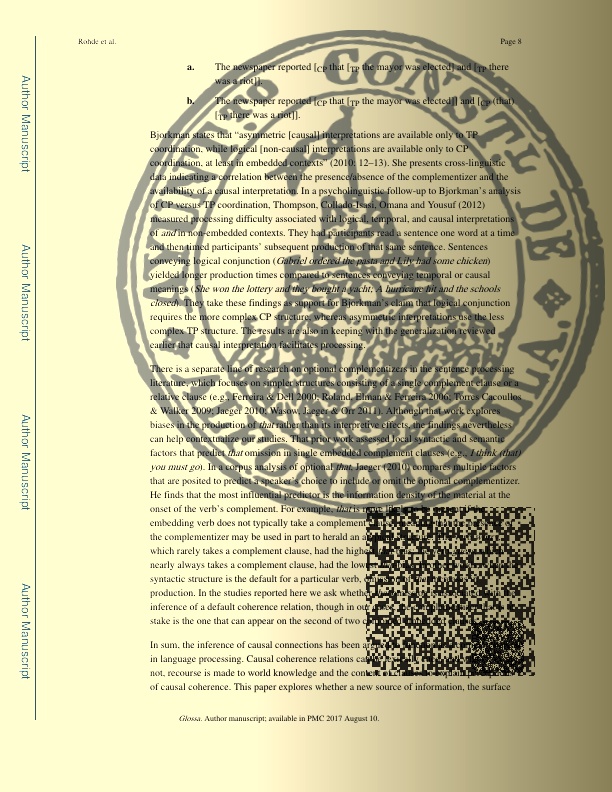 Rohde et al. Page 8
a. The newspaper reported [CP that [TP the mayor was elected] and [TP there
was a riot]].
b. The newspaper reported [CP that [TP the mayor was elected]] and [CP (that)
[TP there was a riot]].
Bjorkman states that “asymmetric [causal] interpretations are available only to TP
coordination, while logical [non-causal] interpretations are available only to CP
coordination, at least in embedded contexts” (2010: 12–13). She presents cross-linguistic
data indicating a correlation between the presence/absence of the complementizer and the
availability of a causal interpretation. In a psycholinguistic follow-up to Bjorkman's analysis
of CP versus TP coordination, Thompson, Collado-Isasi, Omana and Yousuf (2012)
measured processing difficulty associated with logical, temporal, and causal interpretations
of and in non-embedded contexts. They had participants read a sentence one word at a time
and then timed participants' subsequent production of that same sentence. Sentences
conveying logical conjunction (Gabriel ordered the pasta and Lily had some chicken)
yielded longer production times compared to sentences conveying temporal or causal
meanings (She won the lottery and they bought a yacht; A hurricane hit and the schools
closed). They take these findings as support for Bjorkman's claim that logical conjunction
requires the more complex CP structure, whereas asymmetric interpretations use the less
complex TP structure. The results are also in keeping with the generalization reviewed
earlier that causal interpretation facilitates processing.
There is a separate line of research on optional complementizers in the sentence processing
literature, which focuses on simpler structures consisting of a single complement clause or a
relative clause (e.g., Ferreira & Dell 2000; Roland, Elman & Ferreira 2006; Torres Cacoullos
& Walker 2009; Jaeger 2010; Wasow, Jaeger & Orr 2011). Although that work explores
biases in the production of that rather than its interpretive effects, the findings nevertheless
can help contextualize our studies. That prior work assessed local syntactic and semantic
factors that predict that omission in single embedded complement clauses (e.g., I think (that)
you must go). In a corpus analysis of optional that, Jaeger (2010) compares multiple factors
that are posited to predict a speaker's choice to include or omit the optional complementizer.
He finds that the most influential predictor is the information density of the material at the
onset of the verb's complement. For example, that is
embedding verb does not typically take a complement
the complementizer may be used in part to herald an
which rarely takes a complement clause, had the
nearly always takes a complement clause, had the
syntactic structure is the default for a particular verb,
production. In the studies reported here we ask
inference of a default coherence relation, though in
stake is the one that can appear on the second of two
In sum, the inference of causal connections has been
in language processing. Causal coherence relations
not, recourse is made to world knowledge and the
of causal coherence. This paper explores whether a new source of information, the surface
Glossa. Author manuscript; available in PMC 2017 August 10.
Author Manuscript
Author Manuscript
Author Manuscript
Author Manuscript